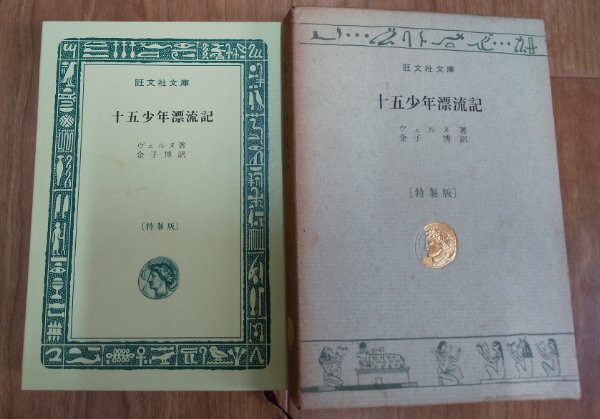 旺文社文庫
十五少年漂流記
ヴェルヌ著
金子博訳
［特製版］
旺文社文庫
十五少年漂流記
ヴェルヌ著
金子博訳
［特製版］